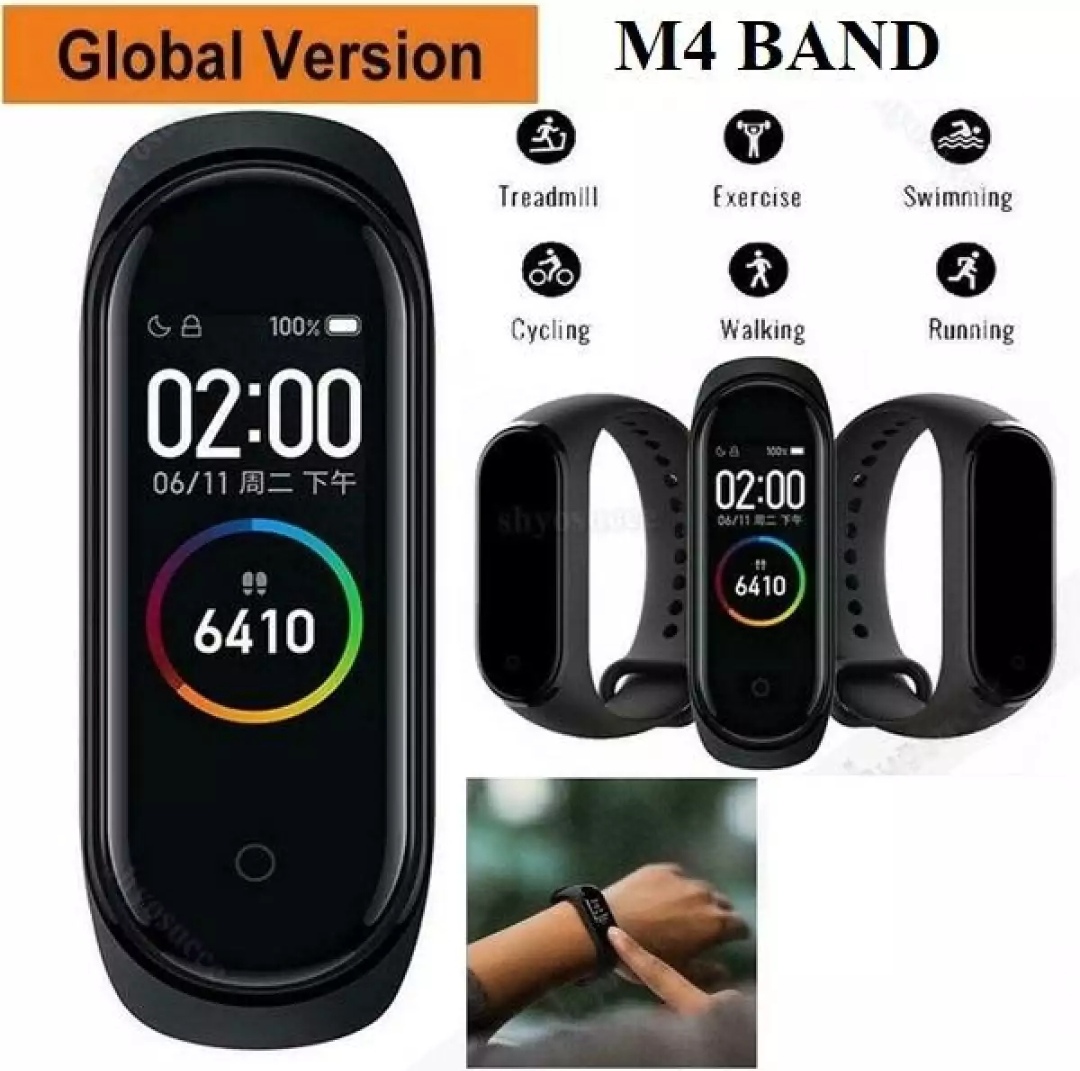 Global Version
M4 BAND
Treadmill
Exercise
Swimming
Cycling
Walking
Running
100%
02:00
06/11 周二 下午
6410
100%
02:00
06/11 周二 下午
6410